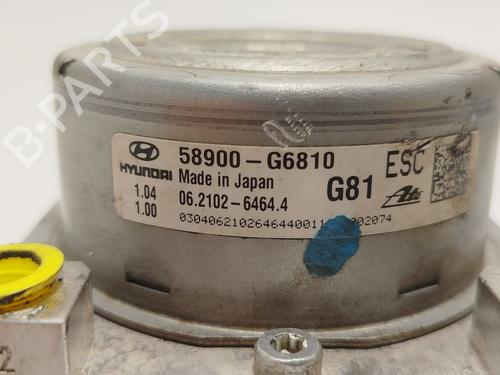 B-PARTS
HYUNDAI
58900-G6810
ESC
Made in Japan
G81
Ate
1.04
1.00
06.2102-6464.4